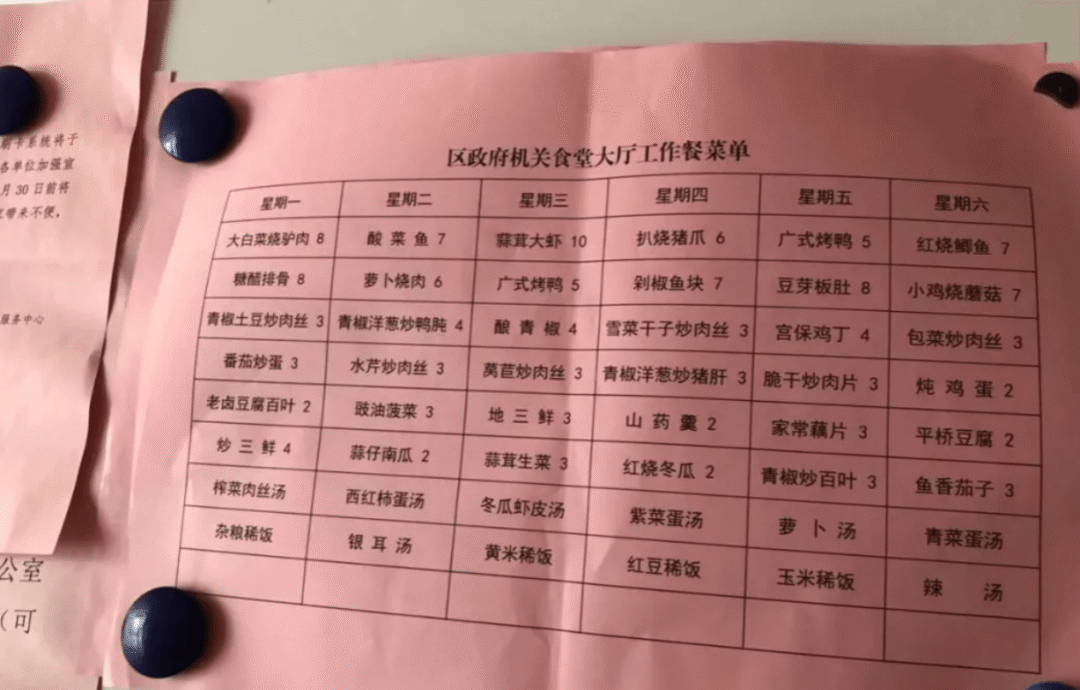 刷卡系统将于
各单位加强宣
月 30 日前将
带来不便,
服务中心
公室
(可
区政府机关食堂大厅工作餐菜单
星期一 星期二 星期三 星期四 星期五 星期六
大白菜烧驴肉 8 酸菜鱼 7 蒜茸大虾 10 扒烧猪爪 6 广式烤鸭 5 红烧鲫鱼 7
糖醋排骨 8 萝卜烧肉 6 广式烤鸭 5 剁椒鱼块 7 豆芽板肚 8 小鸡烧蘑菇 7
青椒土豆炒肉丝 3 青椒洋葱炒鸭肫 4 酿青椒 4 雪菜干子炒肉丝 3 宫保鸡丁 4 包菜炒肉丝 3
番茄炒蛋 3 水芹炒肉丝 3 莴苣炒肉丝 3 青椒洋葱炒猪肝 3 脆干炒肉片 3 炖鸡蛋 2
老卤豆腐百叶 2 豉油菠菜 3 地三鲜 3 山药羹 2 家常藕片 3 平桥豆腐 2
炒三鲜 4 蒜仔南瓜 2 蒜茸生菜 3 红烧冬瓜 2 青椒炒百叶 3 鱼香茄子 3
榨菜肉丝汤 西红柿蛋汤 冬瓜虾皮汤 紫菜蛋汤 萝卜汤 青菜蛋汤
杂粮稀饭 银耳汤 黄米稀饭 红豆稀饭 玉米稀饭 辣汤